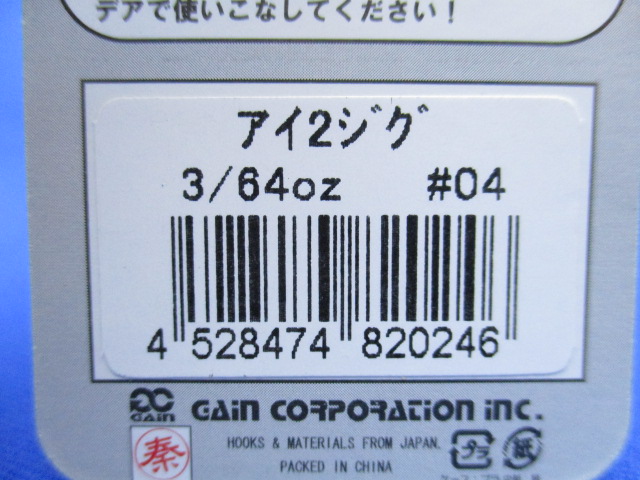 デアで使いこなしてください！
アイ2ジグ
3/64oz #04
4 528474 820246
GAIN
GAIN CORPORATION INC.
秦
HOOKS & MATERIALS FROM JAPAN.
PACKED IN CHINA
プラ
紙